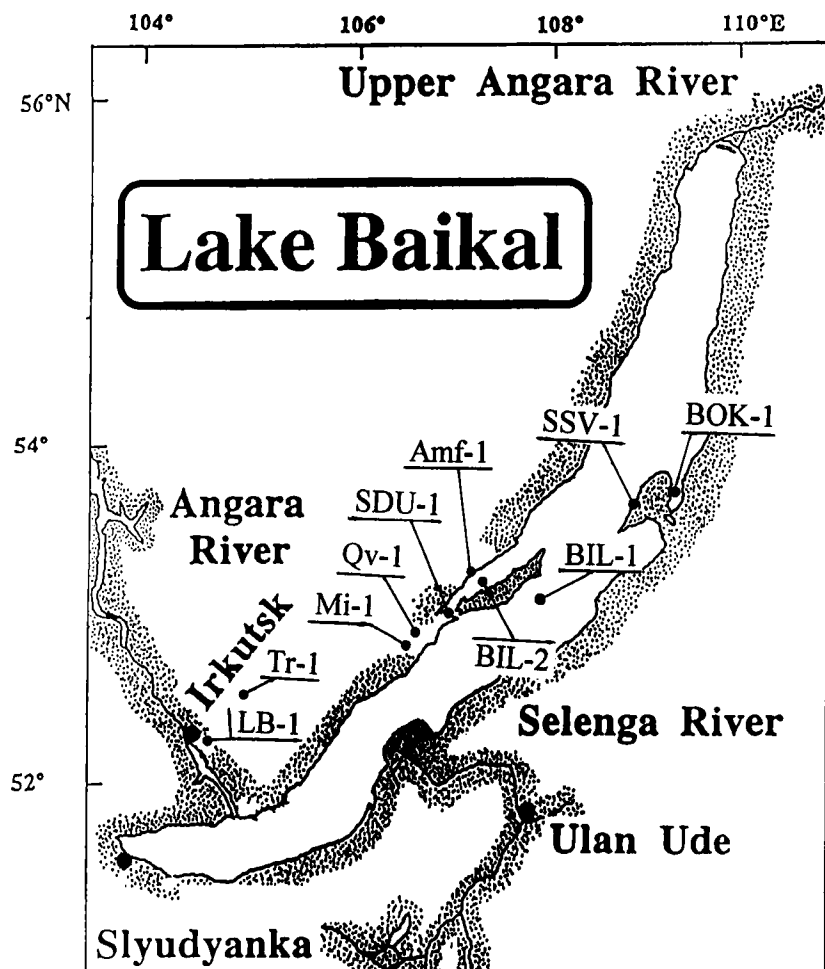 104° 106° 108° 110°E
Upper Angara River
56°N
Lake Baikal
SSV-1
BOK-1
54°
Amf-1
Angara
River
SDU-1
Qv-1
BIL-1
Mi-1
Irkutsk
Tr-1
BIL-2
LB-1
Selenga River
52°
Ulan Ude
Slyudyanka